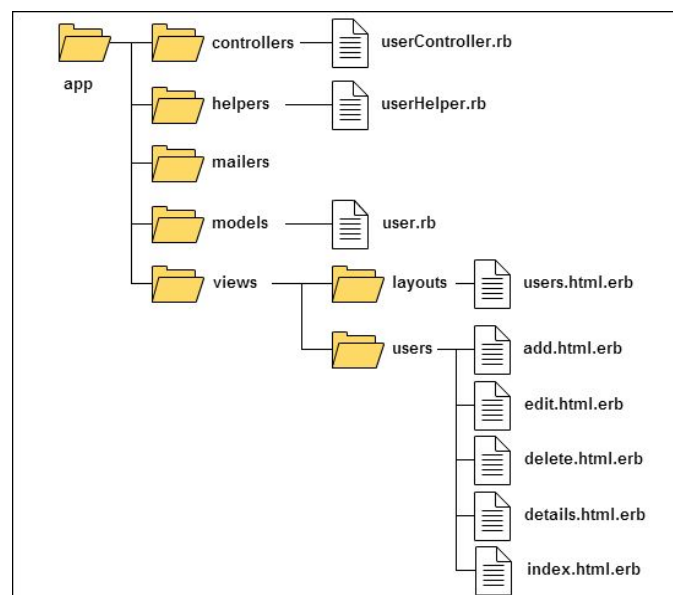 controllers
userController.rb
app
helpers
userHelper.rb
mailers
models
user.rb
views
layouts
users.html.erb
users
add.html.erb
edit.html.erb
delete.html.erb
details.html.erb
index.html.erb